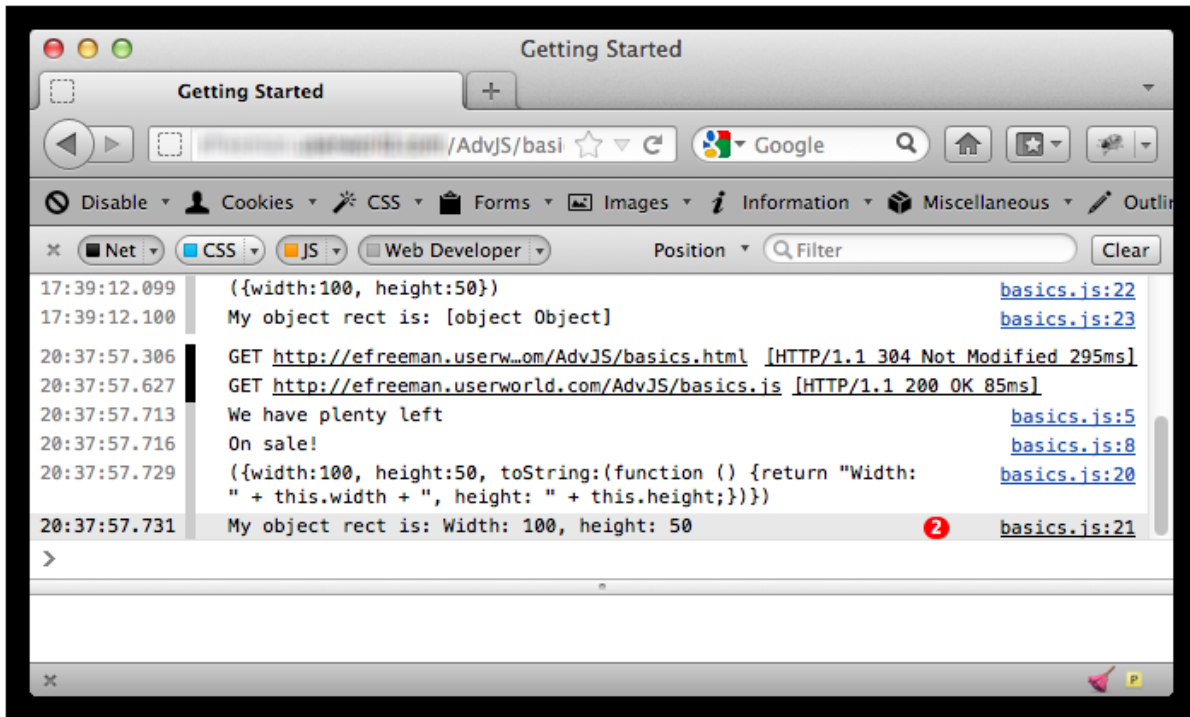 Getting Started
Getting Started
/AdvJS/basi Google
Disable Cookies CSS Forms Images i Information Miscellaneous Outlin
Net CSS JS Web Developer Position Filter Clear
17:39:12.099 ({width:100, height:50}) basics.js:22
17:39:12.100 My object rect is: [object Object] basics.js:23
20:37:57.306 GET http://efreeman.userw…om/AdvJS/basics.html [HTTP/1.1 304 Not Modified 295ms]
20:37:57.627 GET http://efreeman.userworld.com/AdvJS/basics.js [HTTP/1.1 200 OK 85ms]
20:37:57.713 We have plenty left basics.js:5
20:37:57.716 On sale! basics.js:8
20:37:57.729 ({width:100, height:50, toString:(function () {return "Width: basics.js:20
" + this.width + ", height: " + this.height;})})
20:37:57.731 My object rect is: Width: 100, height: 50 2 basics.js:21
P